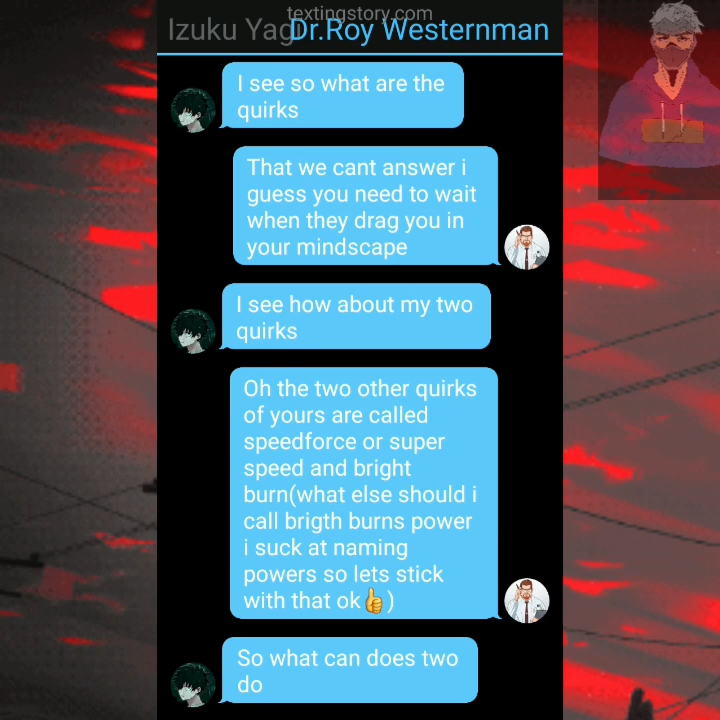 textingstory.com
Izuku Yag
Dr.Roy Westernman
I see so what are the
quirks
That we cant answer i
guess you need to wait
when they drag you in
your mindscape
I see how about my two
quirks
Oh the two other quirks
of yours are called
speedforce or super
speed and bright
burn(what else should i
call brigth burns power
i suck at naming
powers so lets stick
with that ok👍)
So what can does two
do